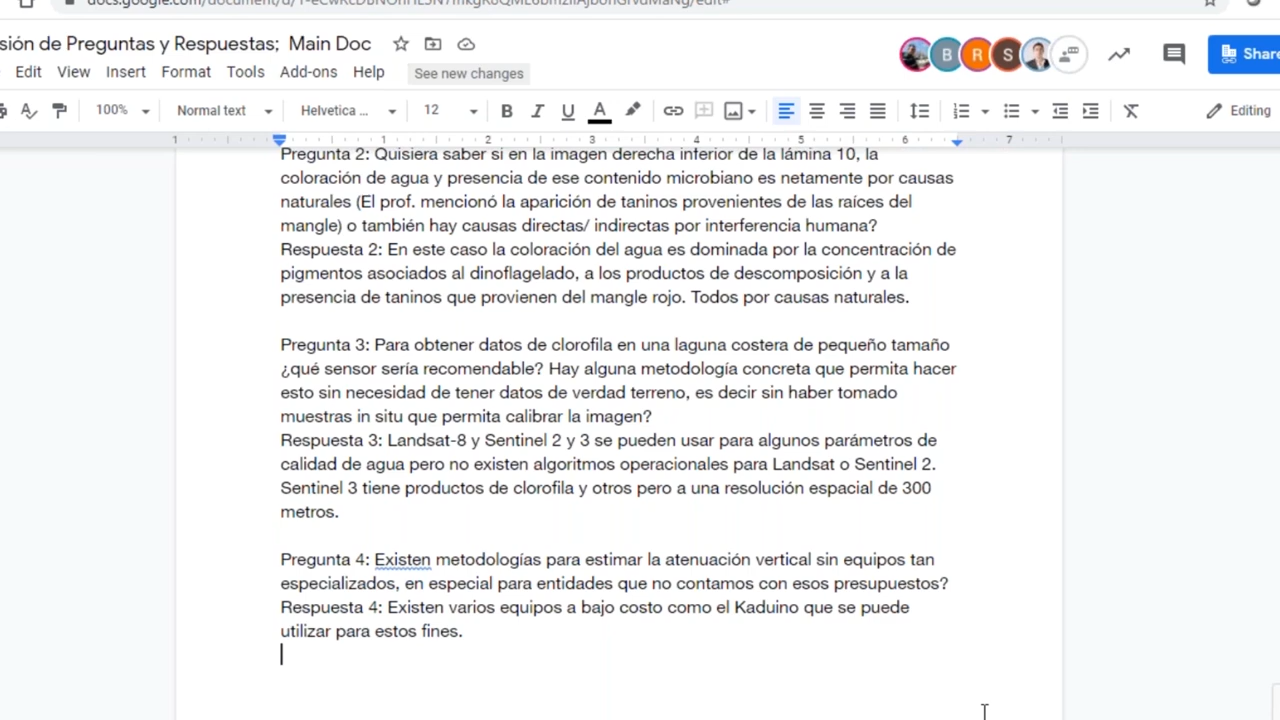 sión de Preguntas y Respuestas; Main Doc
Edit View Insert Format Tools Add-ons Help See new changes
B R S Share
100% Normal text Helvetica ... 12 B I U A Editing
1 1 2 3 4 5 6 7
Pregunta 2: Quisiera saber si en la imagen derecha inferior de la lámina 10, la
coloración de agua y presencia de ese contenido microbiano es netamente por causas
naturales (El prof. mencionó la aparición de taninos provenientes de las raíces del
mangle) o también hay causas directas/ indirectas por interferencia humana?
Respuesta 2: En este caso la coloración del agua es dominada por la concentración de
pigmentos asociados al dinoflagelado, a los productos de descomposición y a la
presencia de taninos que provienen del mangle rojo. Todos por causas naturales.
Pregunta 3: Para obtener datos de clorofila en una laguna costera de pequeño tamaño
¿qué sensor sería recomendable? Hay alguna metodología concreta que permita hacer
esto sin necesidad de tener datos de verdad terreno, es decir sin haber tomado
muestras in situ que permita calibrar la imagen?
Respuesta 3: Landsat-8 y Sentinel 2 y 3 se pueden usar para algunos parámetros de
calidad de agua pero no existen algoritmos operacionales para Landsat o Sentinel 2.
Sentinel 3 tiene productos de clorofila y otros pero a una resolución espacial de 300
metros.
Pregunta 4: Existen metodologías para estimar la atenuación vertical sin equipos tan
especializados, en especial para entidades que no contamos con esos presupuestos?
Respuesta 4: Existen varios equipos a bajo costo como el Kaduino que se puede
utilizar para estos fines.